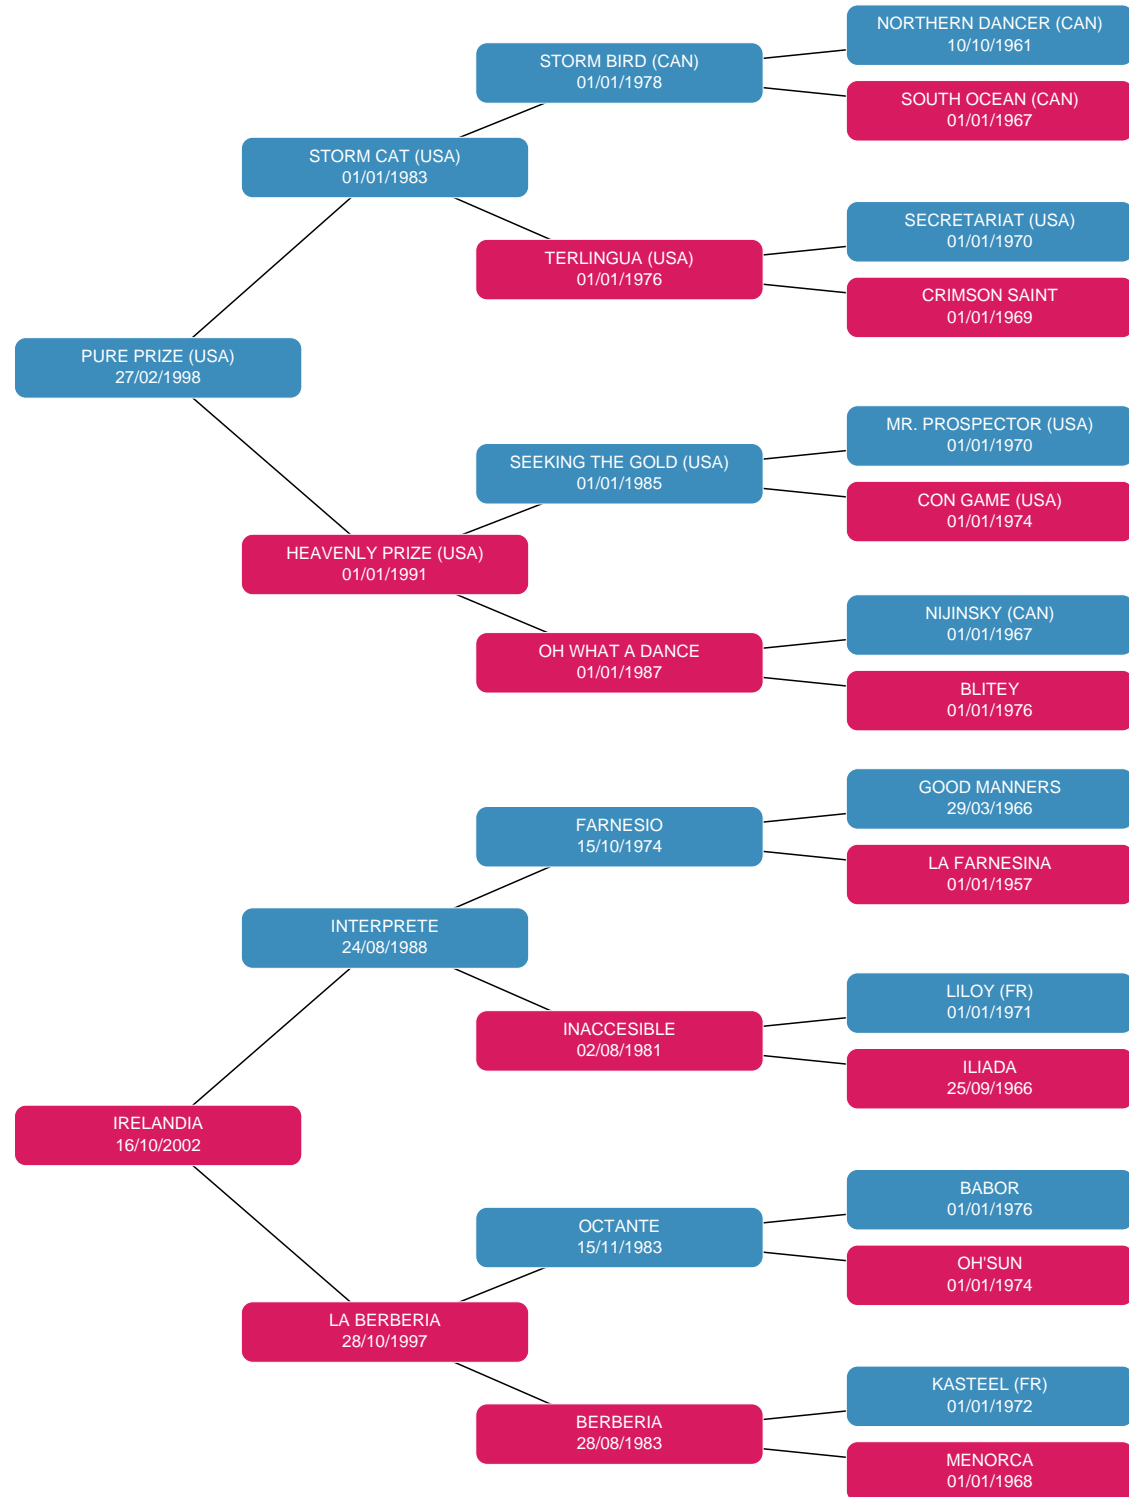 NORTHERN DANCER (CAN)
10/10/1961
STORM BIRD (CAN)
01/01/1978
SOUTH OCEAN (CAN)
01/01/1967
STORM CAT (USA)
01/01/1983
SECRETARIAT (USA)
01/01/1970
TERLINGUA (USA)
01/01/1976
CRIMSON SAINT
01/01/1969
PURE PRIZE (USA)
27/02/1998
MR. PROSPECTOR (USA)
01/01/1970
SEEKING THE GOLD (USA)
01/01/1985
CON GAME (USA)
01/01/1974
HEAVENLY PRIZE (USA)
01/01/1991
NIJINSKY (CAN)
01/01/1967
OH WHAT A DANCE
01/01/1987
BLITEY
01/01/1976
GOOD MANNERS
29/03/1966
FARNESIO
15/10/1974
LA FARNESINA
01/01/1957
INTERPRETE
24/08/1988
LILOY (FR)
01/01/1971
INACCESIBLE
02/08/1981
ILIADA
25/09/1966
IRELANDIA
16/10/2002
BABOR
01/01/1976
OCTANTE
15/11/1983
OH'SUN
01/01/1974
LA BERBERIA
28/10/1997
KASTEEL (FR)
01/01/1972
BERBERIA
28/08/1983
MENORCA
01/01/1968